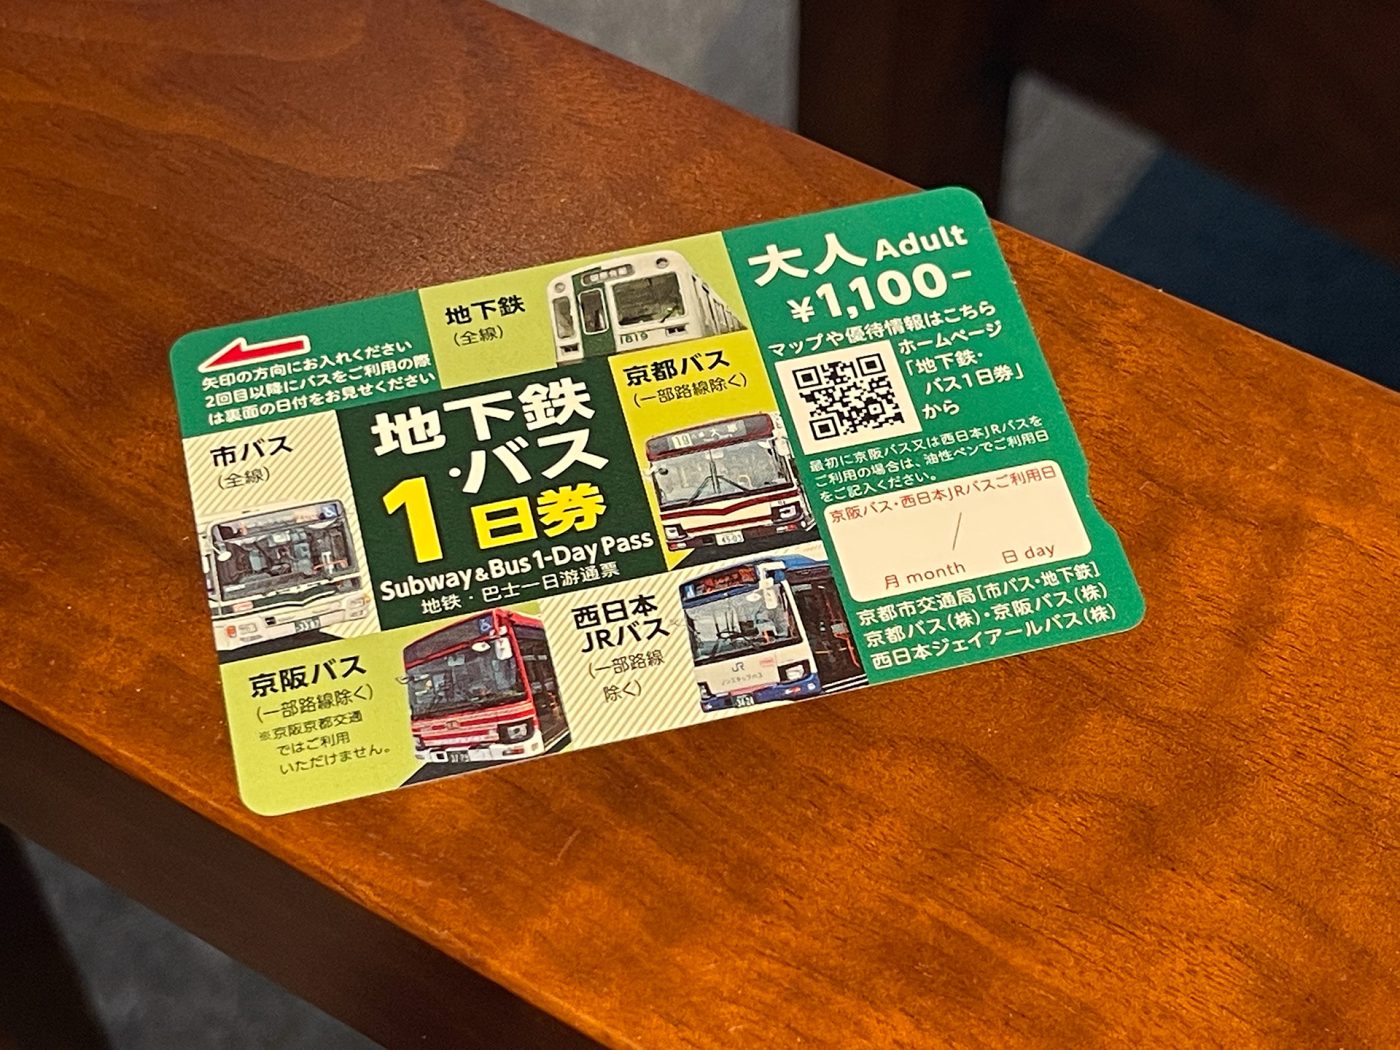 矢印の方向にお入れください
2回目以降にバスをご利用の際
は裏面の日付をお見せください
地下鉄
(全線)
1819
京都バス
(一部路線除く)
市バス
(全線)
地下鉄
・バス
1日券
Subway & Bus 1-Day Pass
地铁・巴士一日游通票
京阪バス
(一部路線除く)
※京阪京都交通
ではご利用
いただけません。
西日本
JRバス
(一部路線
除く)
JR
大人 Adult
¥1,100-
マップや優待情報はこちら
ホームページ
「地下鉄・
バス1日券」
から
最初に京阪バス又は西日本JRバスを
ご利用の場合は、油性ペンでご利用日
をご記入ください。
京阪バス・西日本JRバスご利用日
/
月 month 日 day
京都市交通局[市バス・地下鉄]
京都バス(株)・京阪バス(株)
西日本ジェイアールバス(株)